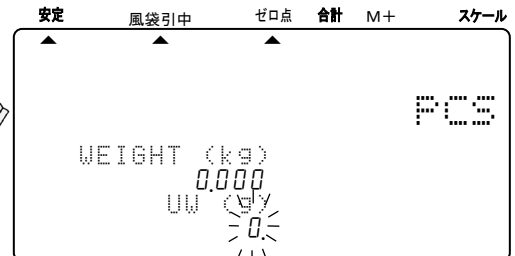 安定 風袋引中 ゼロ点 合計 M+ スケール
PCS
WEIGHT (kg)
0.000
UW (g)
0.